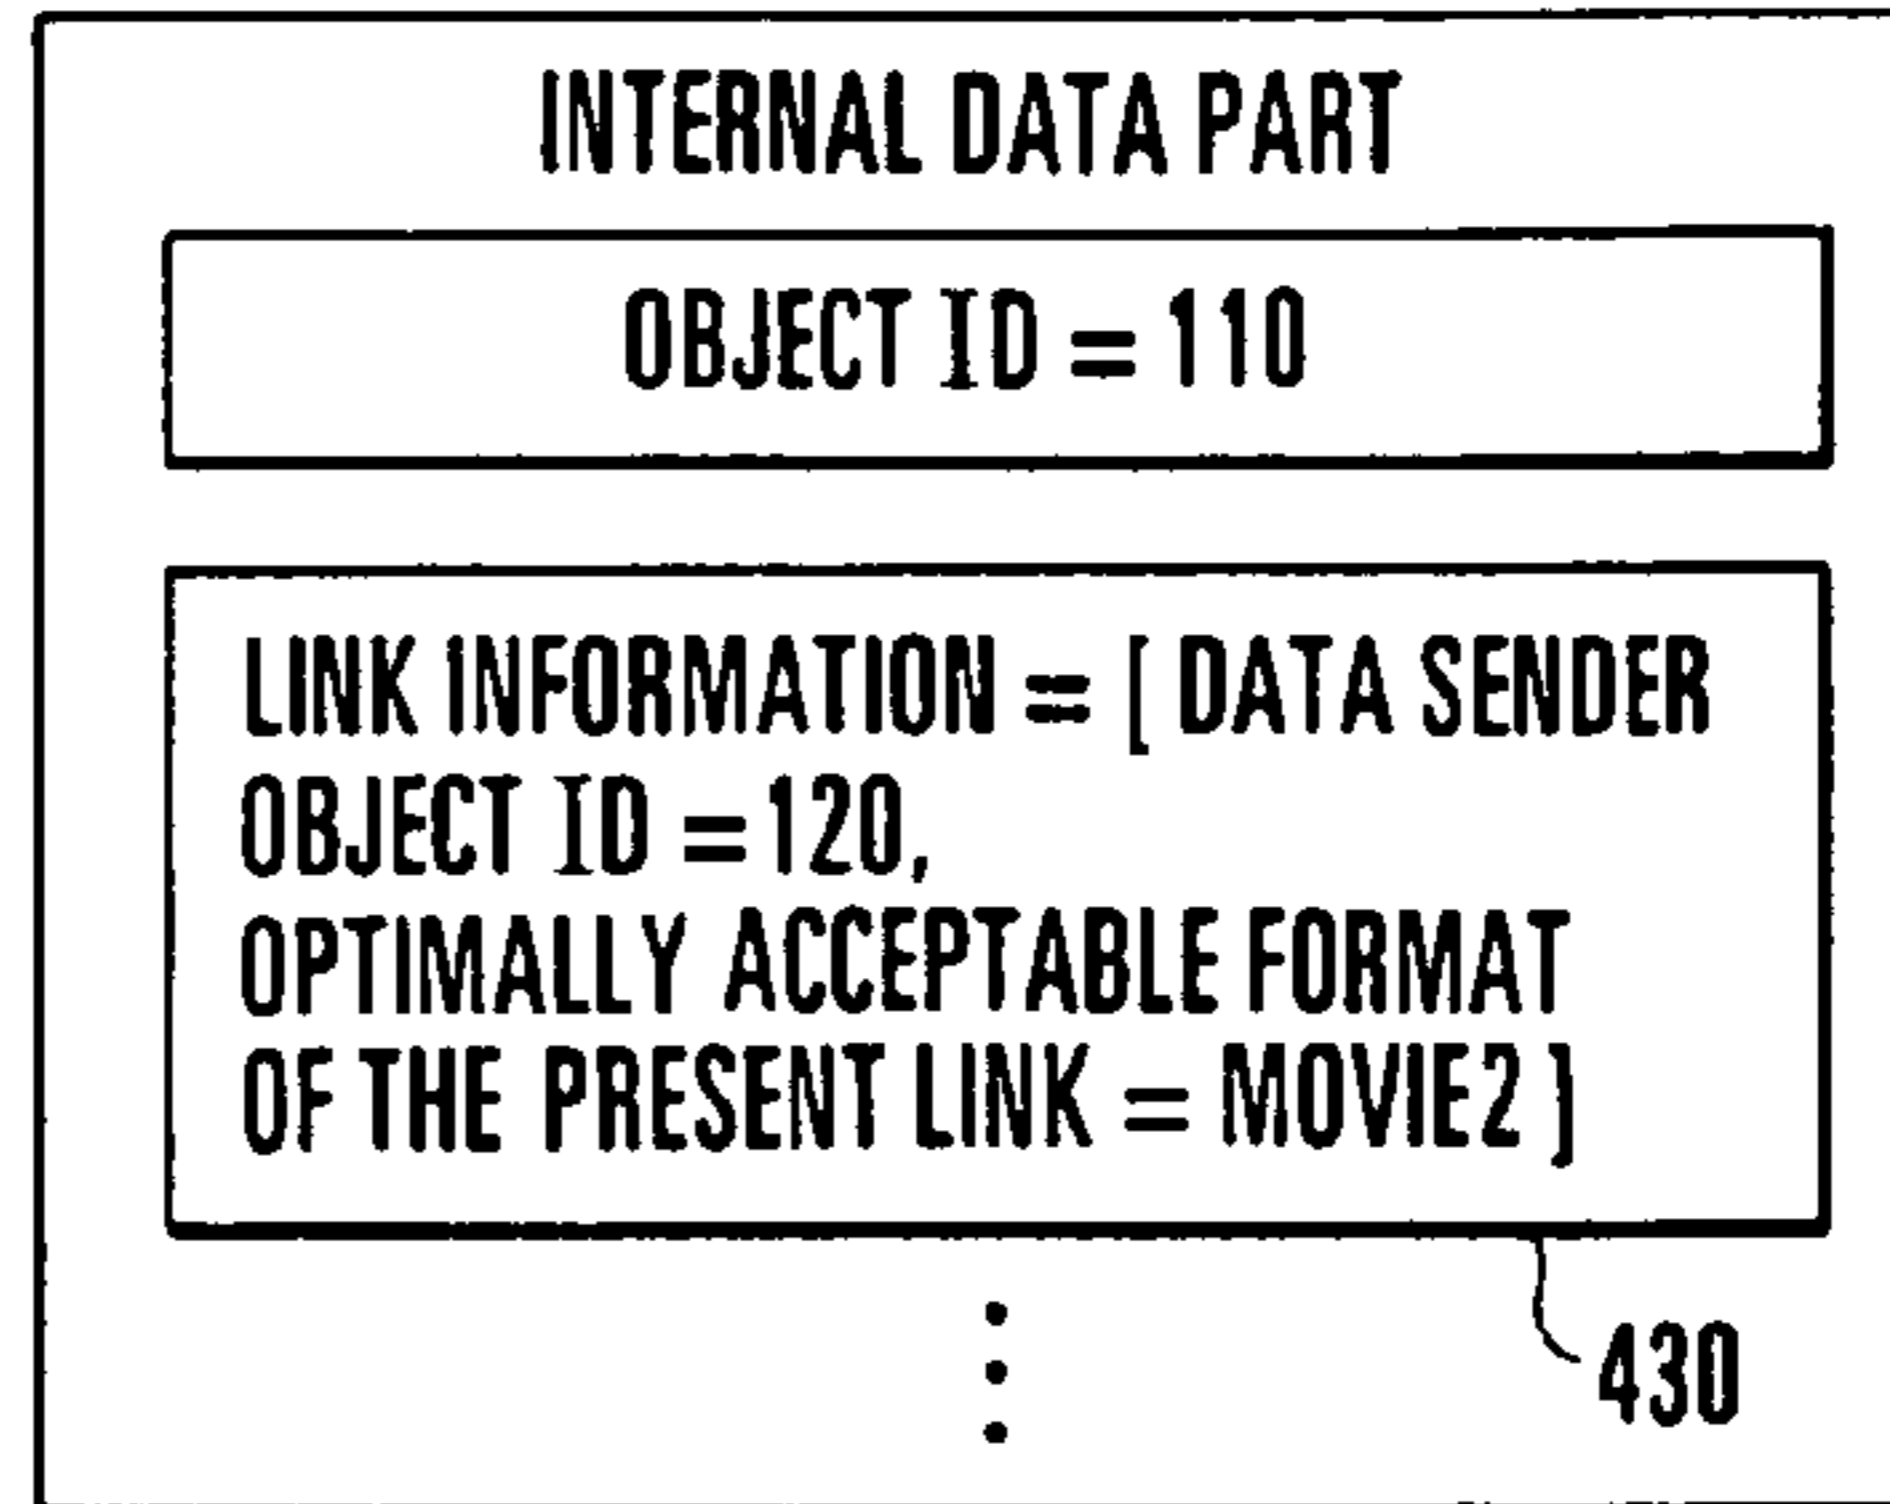 INTERNAL DATA PART
OBJECT ID = 110
LINK INFORMATION = [ DATA SENDER
OBJECT ID = 120,
OPTIMALLY ACCEPTABLE FORMAT
OF THE PRESENT LINK = MOVIE2 ]
430